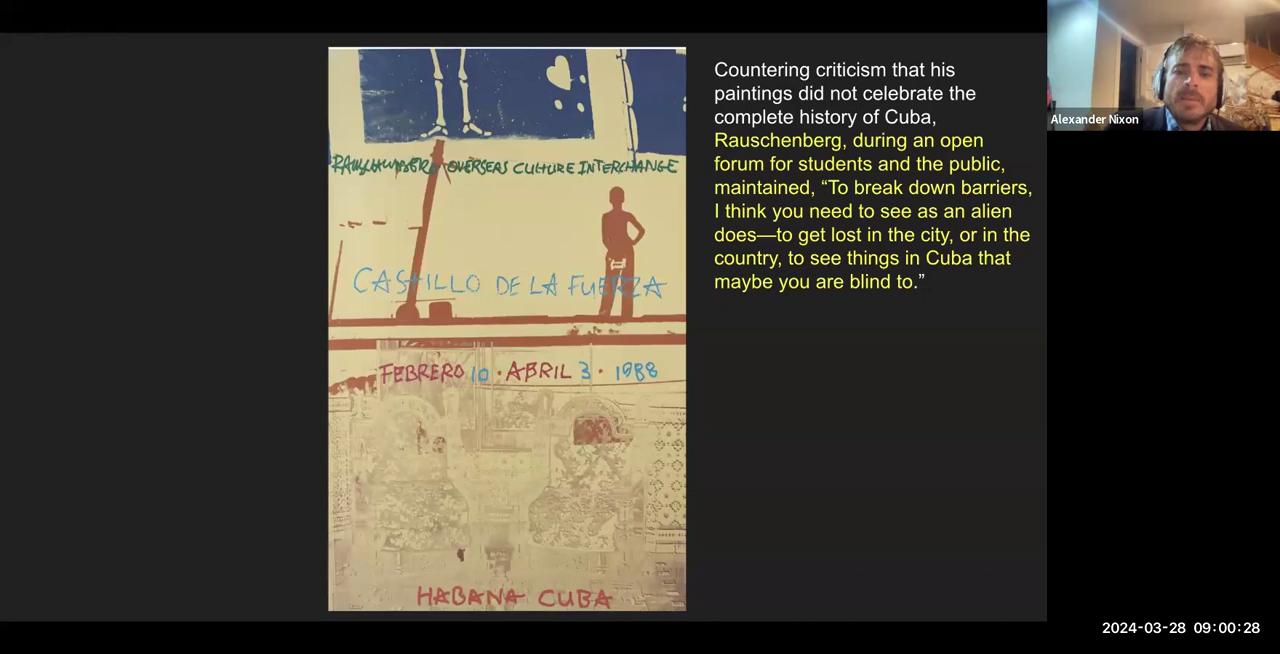 RAUSCHENBERG OVERSEAS CULTURE INTERCHANGE
CASTILLO DE LA FUERZA
FEBRERO 10 · APRIL 3 · 1988
HABANA CUBA
Countering criticism that his
paintings did not celebrate the
complete history of Cuba,
Rauschenberg, during an open
forum for students and the public,
maintained, “To break down barriers,
I think you need to see as an alien
does—to get lost in the city, or in the
country, to see things in Cuba that
maybe you are blind to.”
Alexander Nixon
2024-03-28 09:00:28